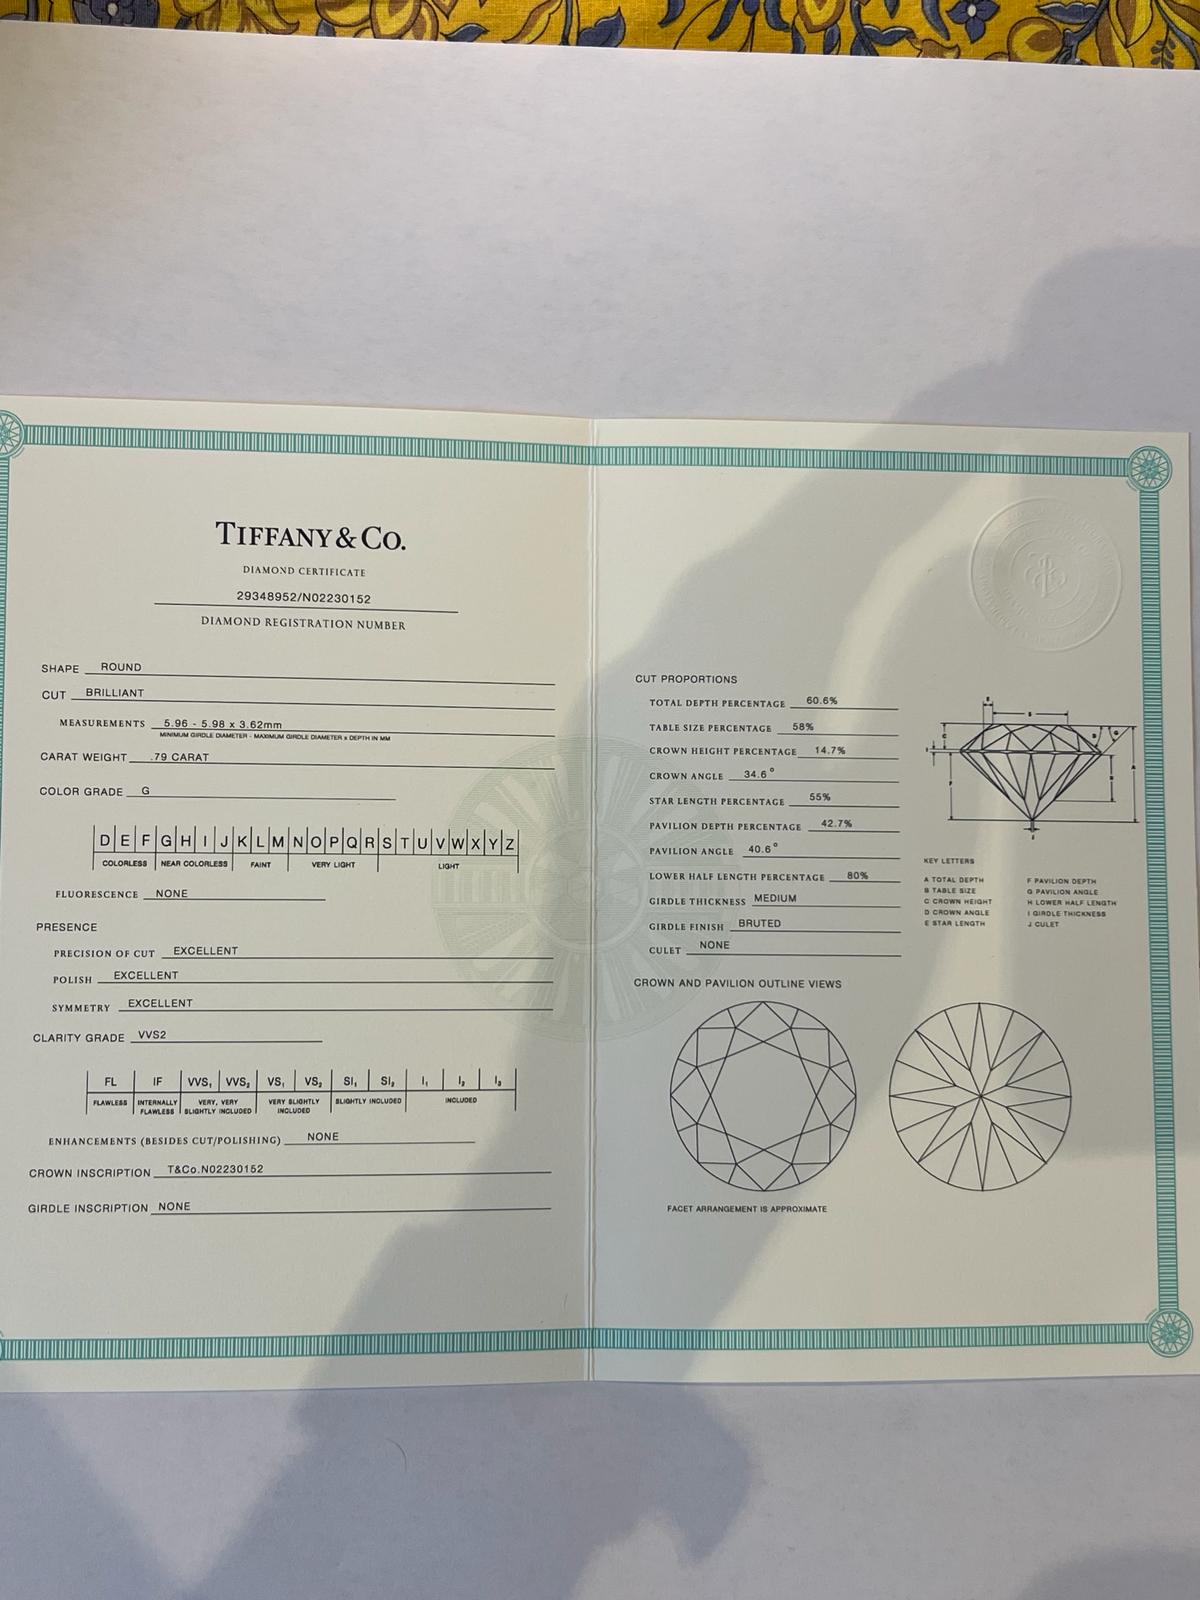 TIFFANY & CO.
DIAMOND CERTIFICATE
29348952/N02230152
DIAMOND REGISTRATION NUMBER
SHAPE ROUND
CUT BRILLIANT
MEASUREMENTS 5.96 - 5.98 x 3.62mm
MINIMUM GIRDLE DIAMETER - MAXIMUM GIRDLE DIAMETER x DEPTH IN MM
CARAT WEIGHT .79 CARAT
COLOR GRADE G
D E F G H I J K L M N O P Q R S T U V W X Y Z
COLORLESS NEAR COLORLESS FAINT VERY LIGHT LIGHT
FLUORESCENCE NONE
PRESENCE
PRECISION OF CUT EXCELLENT
POLISH EXCELLENT
SYMMETRY EXCELLENT
CLARITY GRADE VVS2
FL IF VVS1 VVS2 VS1 VS2 SI1 SI2 I1 I2 I3
FLAWLESS INTERNALLY FLAWLESS VERY, VERY SLIGHTLY INCLUDED VERY SLIGHTLY INCLUDED SLIGHTLY INCLUDED INCLUDED
ENHANCEMENTS (BESIDES CUT/POLISHING) NONE
CROWN INSCRIPTION T&Co.N02230152
GIRDLE INSCRIPTION NONE
CUT PROPORTIONS
TOTAL DEPTH PERCENTAGE 60.6%
TABLE SIZE PERCENTAGE 58%
CROWN HEIGHT PERCENTAGE 14.7%
CROWN ANGLE 34.6°
STAR LENGTH PERCENTAGE 55%
PAVILION DEPTH PERCENTAGE 42.7%
PAVILION ANGLE 40.6°
LOWER HALF LENGTH PERCENTAGE 80%
GIRDLE THICKNESS MEDIUM
GIRDLE FINISH BRUTED
CULET NONE
KEY LETTERS
A TOTAL DEPTH F PAVILION DEPTH
B TABLE SIZE G PAVILION ANGLE
C CROWN HEIGHT H LOWER HALF LENGTH
D CROWN ANGLE I GIRDLE THICKNESS
E STAR LENGTH J CULET
CROWN AND PAVILION OUTLINE VIEWS
FACET ARRANGEMENT IS APPROXIMATE